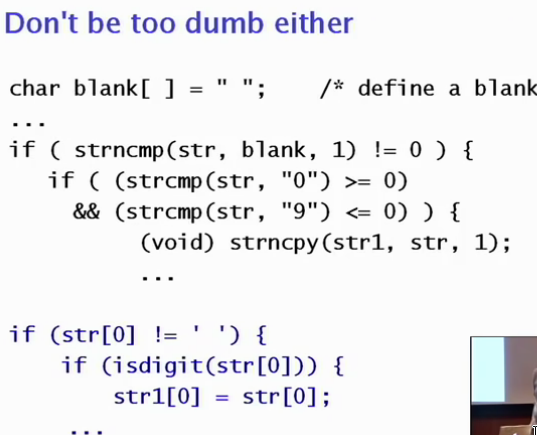 Don't be too dumb either
char blank[ ] = " ";    /* define a blank
...
if ( strncmp(str, blank, 1) != 0 ) {
if ( (strcmp(str, "0") >= 0)
&& (strcmp(str, "9") <= 0) ) {
(void) strncpy(str1, str, 1);
...
if (str[0] != ' ') {
if (isdigit(str[0])) {
str1[0] = str[0];
...